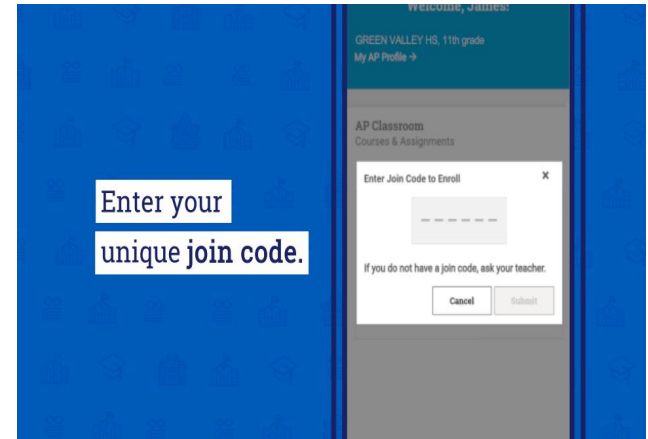 Enter your
unique join code.
Welcome, James!
GREEN VALLEY HS, 11th grade
My AP Profile →
AP Classroom
Courses & Assignments
Enter Join Code to Enroll x
_ _ _ _ _ _
If you do not have a join code, ask your teacher.
Cancel Submit